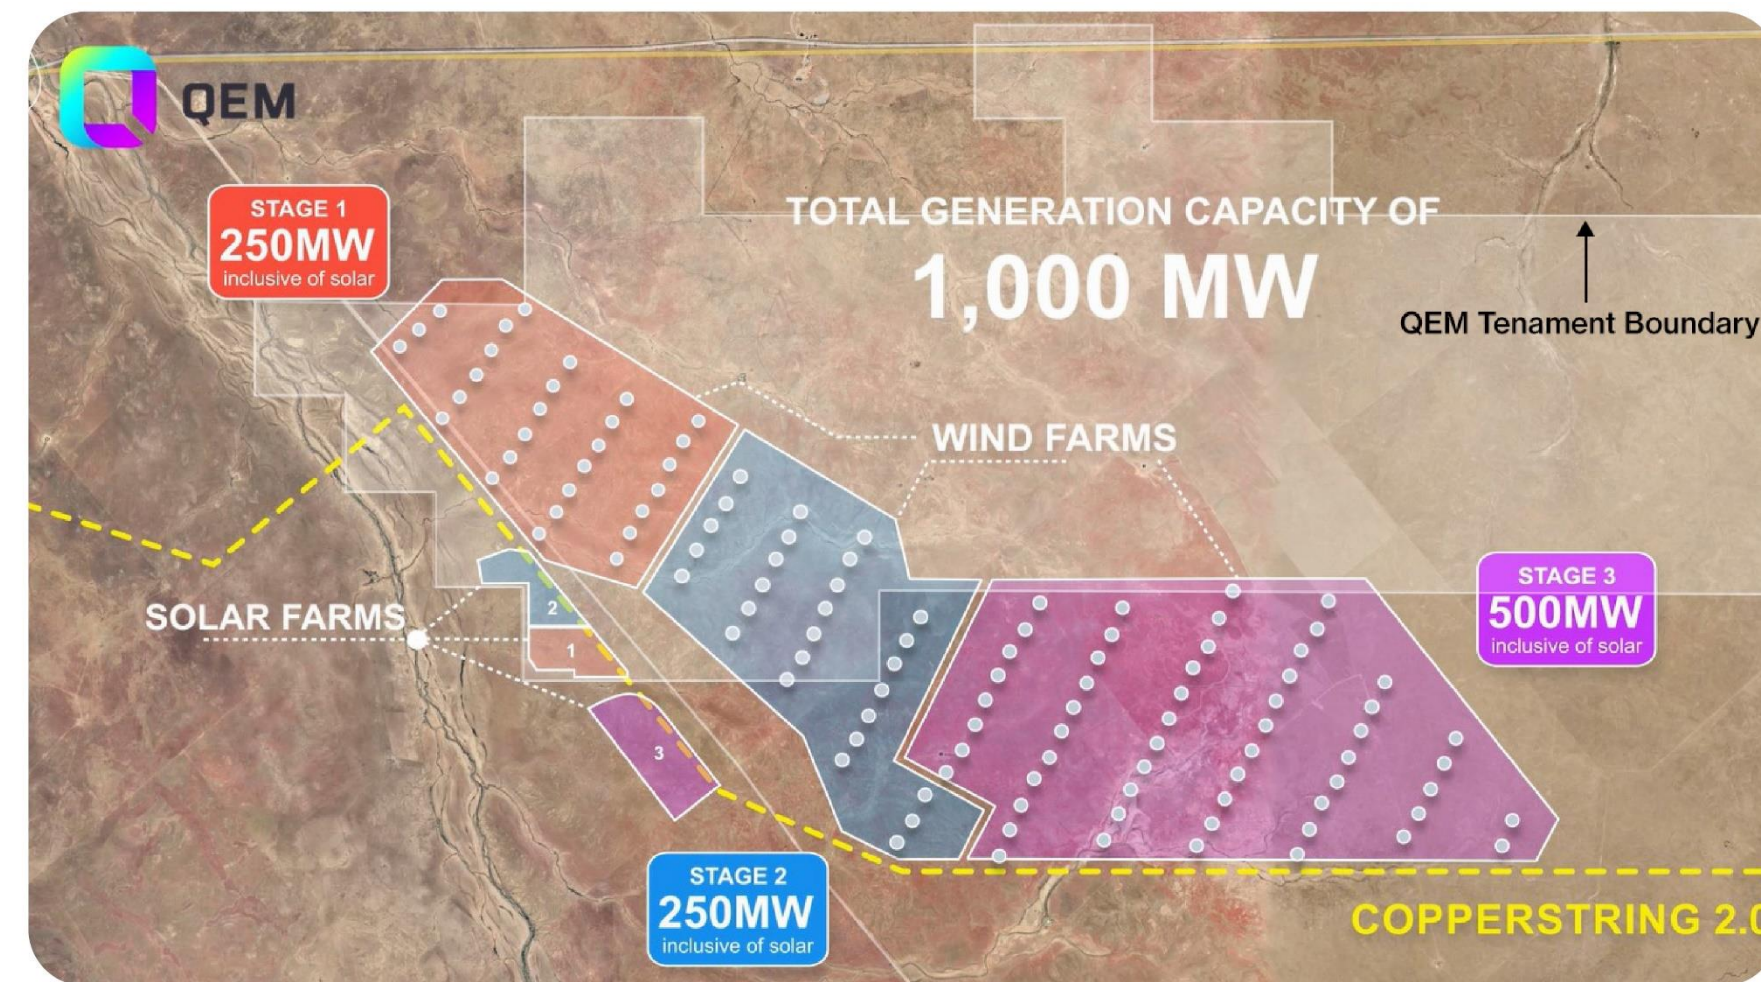 QEM
STAGE 1
250MW
inclusive of solar
TOTAL GENERATION CAPACITY OF
1,000 MW
QEM Tenament Boundary
WIND FARMS
SOLAR FARMS
2
1
3
STAGE 3
500MW
inclusive of solar
STAGE 2
250MW
inclusive of solar
COPPERSTRING 2.0